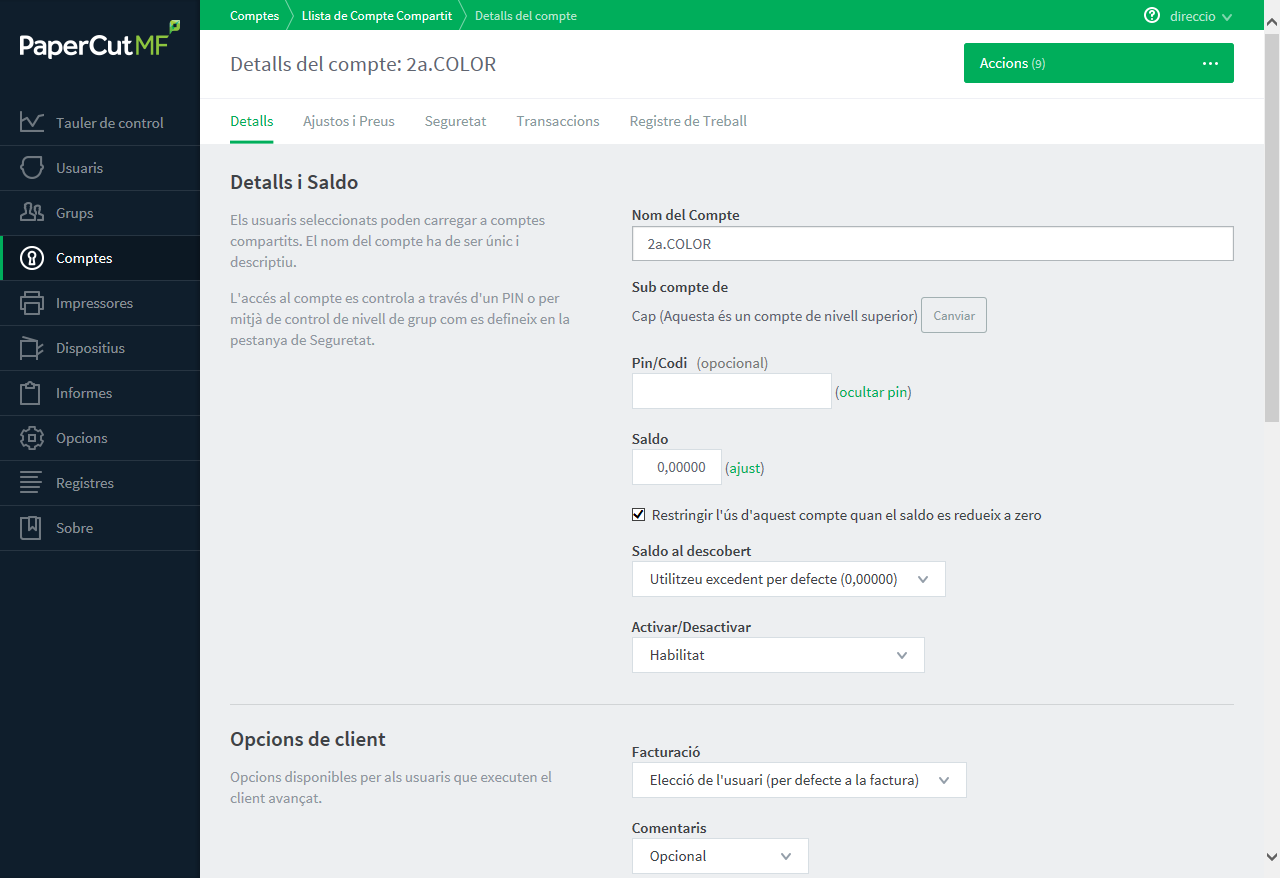 PaperCut MF
Comptes
Llista de Compte Compartit
Detalls del compte
direccio
Detalls del compte: 2a.COLOR
Accions (9)
Tauler de control
Usuaris
Grups
Comptes
Impressores
Dispositius
Informes
Opcions
Registres
Sobre
Detalls
Ajustos i Preus
Seguretat
Transaccions
Registre de Treball
Detalls i Saldo
Els usuaris seleccionats poden carregar a comptes
compartits. El nom del compte ha de ser únic i
descriptiu.
L'accés al compte es controla a través d'un PIN o per
mitjà de control de nivell de grup com es defineix en la
pestanya de Seguretat.
Nom del Compte
2a.COLOR
Sub compte de
Cap (Aquesta és un compte de nivell superior) Canviar
Pin/Codi (opocional)
(ocultar pin)
Saldo
0,00000 (ajust)
Restringir l'ús d'aquest compte quan el saldo es redueix a zero
Saldo al descobert
Utilitzeu excedent per defecte (0,00000)
Activar/Desactivar
Habilitat
Opcions de client
Opcions disponibles per als usuaris que executen el
client avançat.
Facturació
Elecció de l'usuari (per defecte a la factura)
Comentaris
Opcional